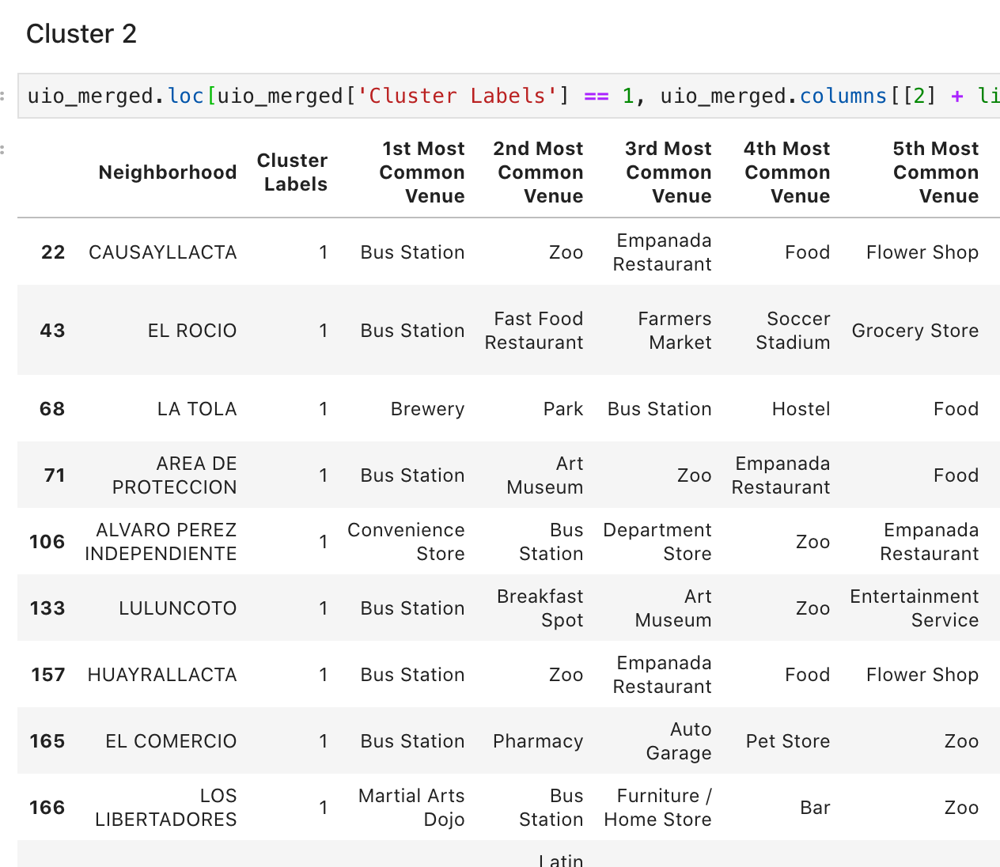 Cluster 2
uio_merged.loc[uio_merged['Cluster Labels'] == 1, uio_merged.columns[[2] + li
Neighborhood Cluster Labels 1st Most Common Venue 2nd Most Common Venue 3rd Most Common Venue 4th Most Common Venue 5th Most Common Venue
22 CAUSAYLLACTA 1 Bus Station Zoo Empanada Restaurant Food Flower Shop
43 EL ROCIO 1 Bus Station Fast Food Restaurant Farmers Market Soccer Stadium Grocery Store
68 LA TOLA 1 Brewery Park Bus Station Hostel Food
71 AREA DE PROTECCION 1 Bus Station Art Museum Zoo Empanada Restaurant Food
106 ALVARO PEREZ INDEPENDIENTE 1 Convenience Store Bus Station Department Store Zoo Empanada Restaurant
133 LULUNCOTO 1 Bus Station Breakfast Spot Art Museum Zoo Entertainment Service
157 HUAYRALLACTA 1 Bus Station Zoo Empanada Restaurant Food Flower Shop
165 EL COMERCIO 1 Bus Station Pharmacy Auto Garage Pet Store Zoo
166 LOS LIBERTADORES 1 Martial Arts Dojo Bus Station Furniture / Home Store Bar Zoo
Latin